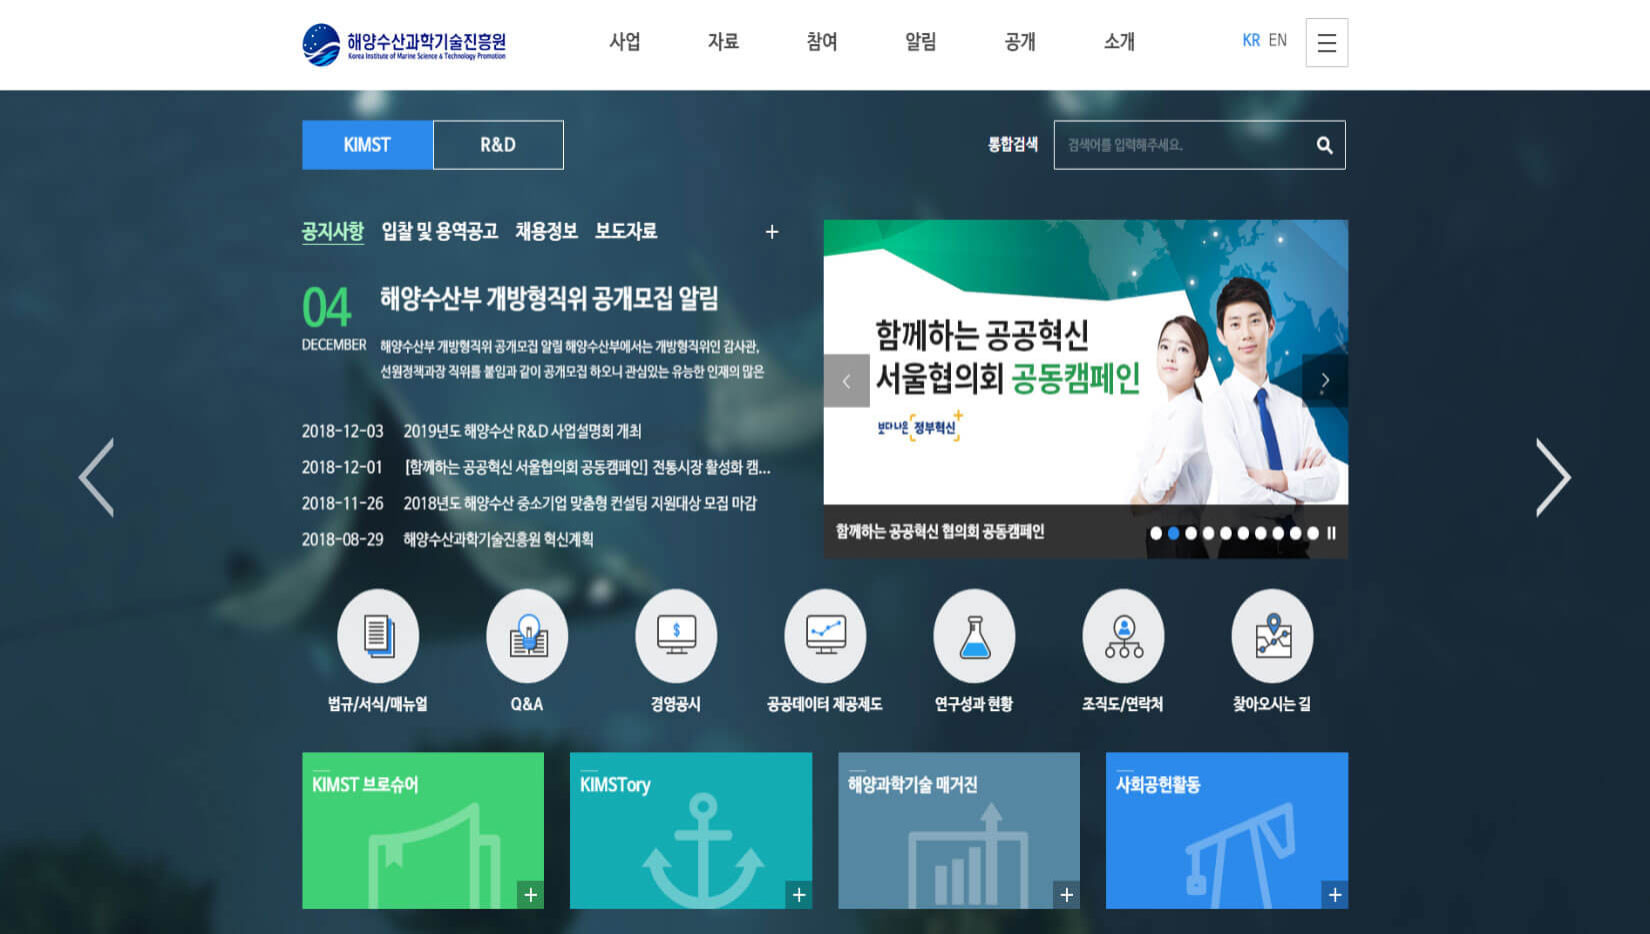 해양수산과학기술진흥원
Korea Institute of Marine Science & Technology Promotion
사업 자료 참여 알림 공개 소개
KR EN
KIMST R&D
통합검색 검색어를 입력해주세요.
공지사항 입찰 및 용역공고 채용정보 보도자료 +
04
DECEMBER
해양수산부 개방형직위 공개모집 알림
해양수산부 개방형직위 공개모집 알림 해양수산부에서는 개방형직위인 감사관,
선원정책과장 직위를 붙임과 같이 공개모집 하오니 관심있는 유능한 인재의 많은
2018-12-03 2019년도 해양수산 R&D 사업설명회 개최
2018-12-01 [함께하는 공공혁신 서울협의회 공동캠페인] 전통시장 활성화 캠...
2018-11-26 2018년도 해양수산 중소기업 맞춤형 컨설팅 지원대상 모집 마감
2018-08-29 해양수산과학기술진흥원 혁신계획
함께하는 공공혁신
서울협의회 공동캠페인
보다나은 정부혁신
함께하는 공공혁신 협의회 공동캠페인
법규/서식/매뉴얼 Q&A 경영공시 공공데이터 제공제도 연구성과 현황 조직도/연락처 찾아오시는 길
KIMST 브로슈어 KIMSTory 해양과학기술 매거진 사회공헌활동